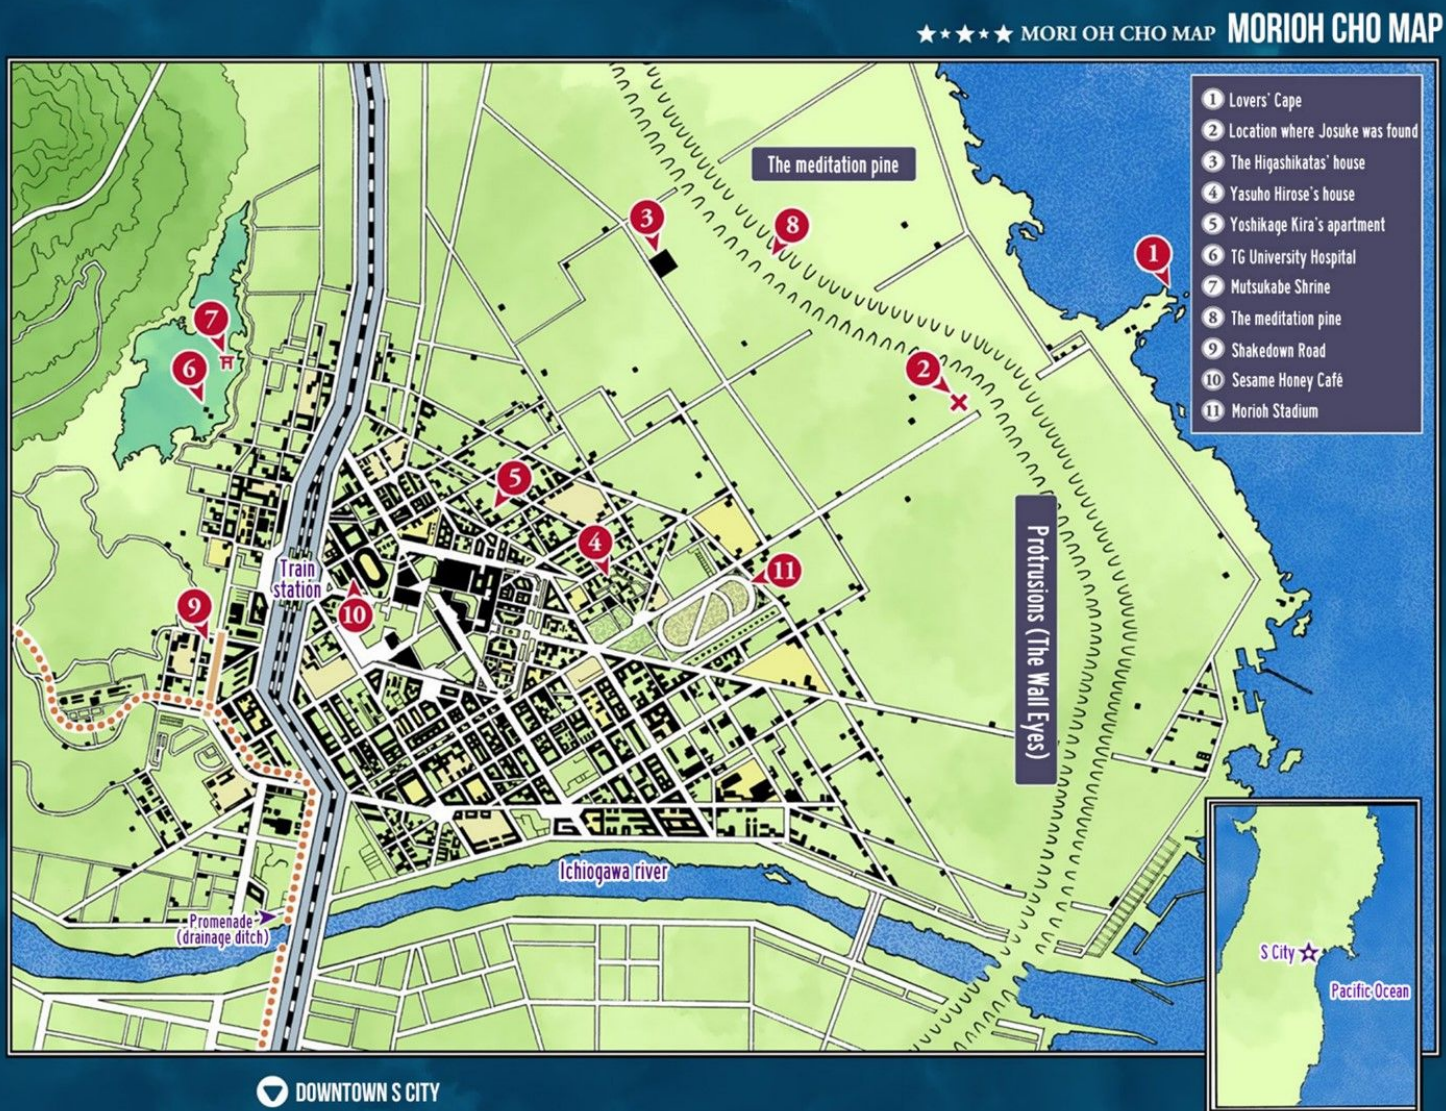 MORI OH CHO MAP MORIOH CHO MAP
1 Lovers' Cape
2 Location where Josuke was found
3 The Higashikatas' house
4 Yasuho Hirose's house
5 Yoshikage Kira's apartment
6 TG University Hospital
7 Mutsukabe Shrine
8 The meditation pine
9 Shakedown Road
10 Sesame Honey Café
11 Morioh Stadium
The meditation pine
3
8
1
7
6
2
5
4
11
Train
station
9
10
Protrusions (The Wall Eyes)
Ichiogawa river
Promenade
(drainage ditch)
S City
Pacific Ocean
DOWNTOWN S CITY